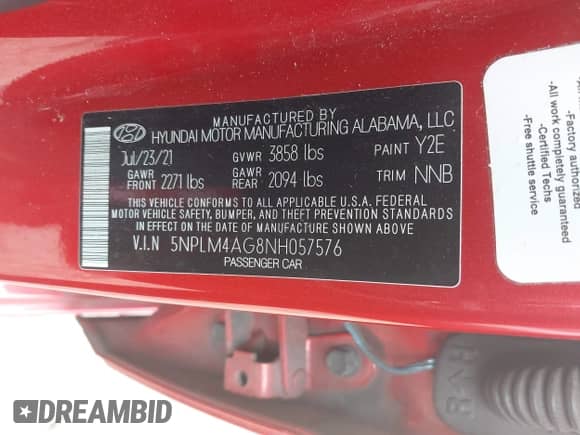 MANUFACTURED BY
HYUNDAI MOTOR MANUFACTURING ALABAMA, LLC
Jul/23/21 GVWR 3858 lbs PAINT Y2E
GAWR FRONT 2271 lbs GAWR REAR 2094 lbs TRIM NNB
THIS VEHICLE CONFORMS TO ALL APPLICABLE U.S.A. FEDERAL
MOTOR VEHICLE SAFETY, BUMPER, AND THEFT PREVENTION
STANDARDS IN EFFECT ON THE DATE OF MANUFACTURE SHOWN ABOVE
V.I.N 5NPLM4AG8NH057576
PASSENGER CAR
-Factory authorized
-All work completely guaranteed
-Certified Techs
-Free shuttle service
RH
DREAMBID